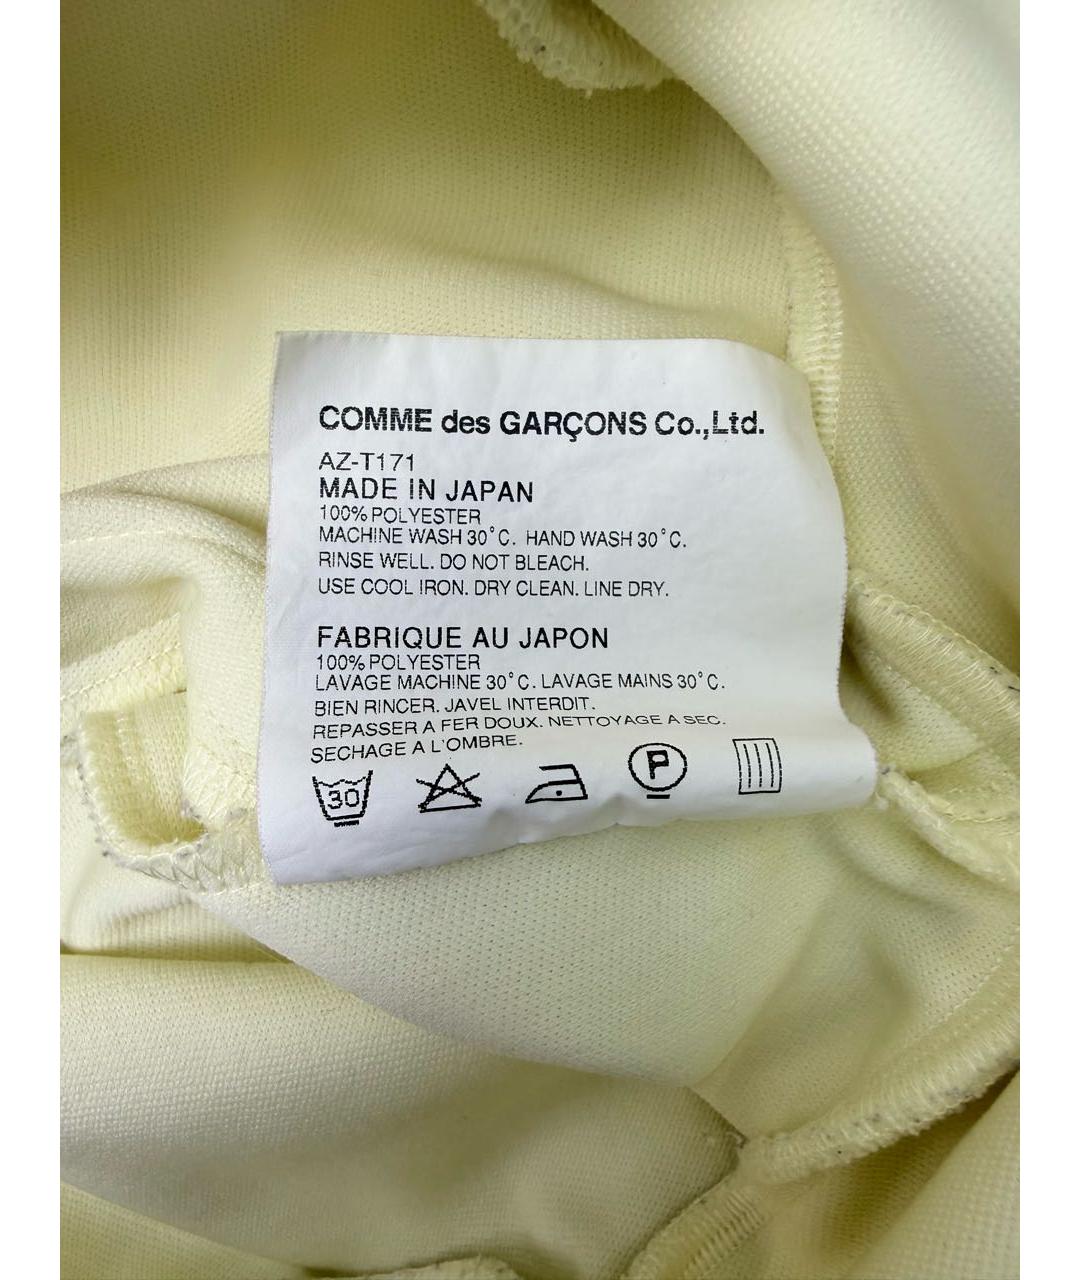 COMME des GARÇONS Co.,Ltd.
AZ-T171
MADE IN JAPAN
100% POLYESTER
MACHINE WASH 30°C. HAND WASH 30°C.
RINSE WELL. DO NOT BLEACH.
USE COOL IRON. DRY CLEAN. LINE DRY.
FABRIQUE AU JAPON
100% POLYESTER
LAVAGE MACHINE 30°C. LAVAGE MAINS 30°C.
BIEN RINCER. JAVEL INTERDIT.
REPASSER A FER DOUX. NETTOYAGE A SEC.
SECHAGE A L'OMBRE.
30 P